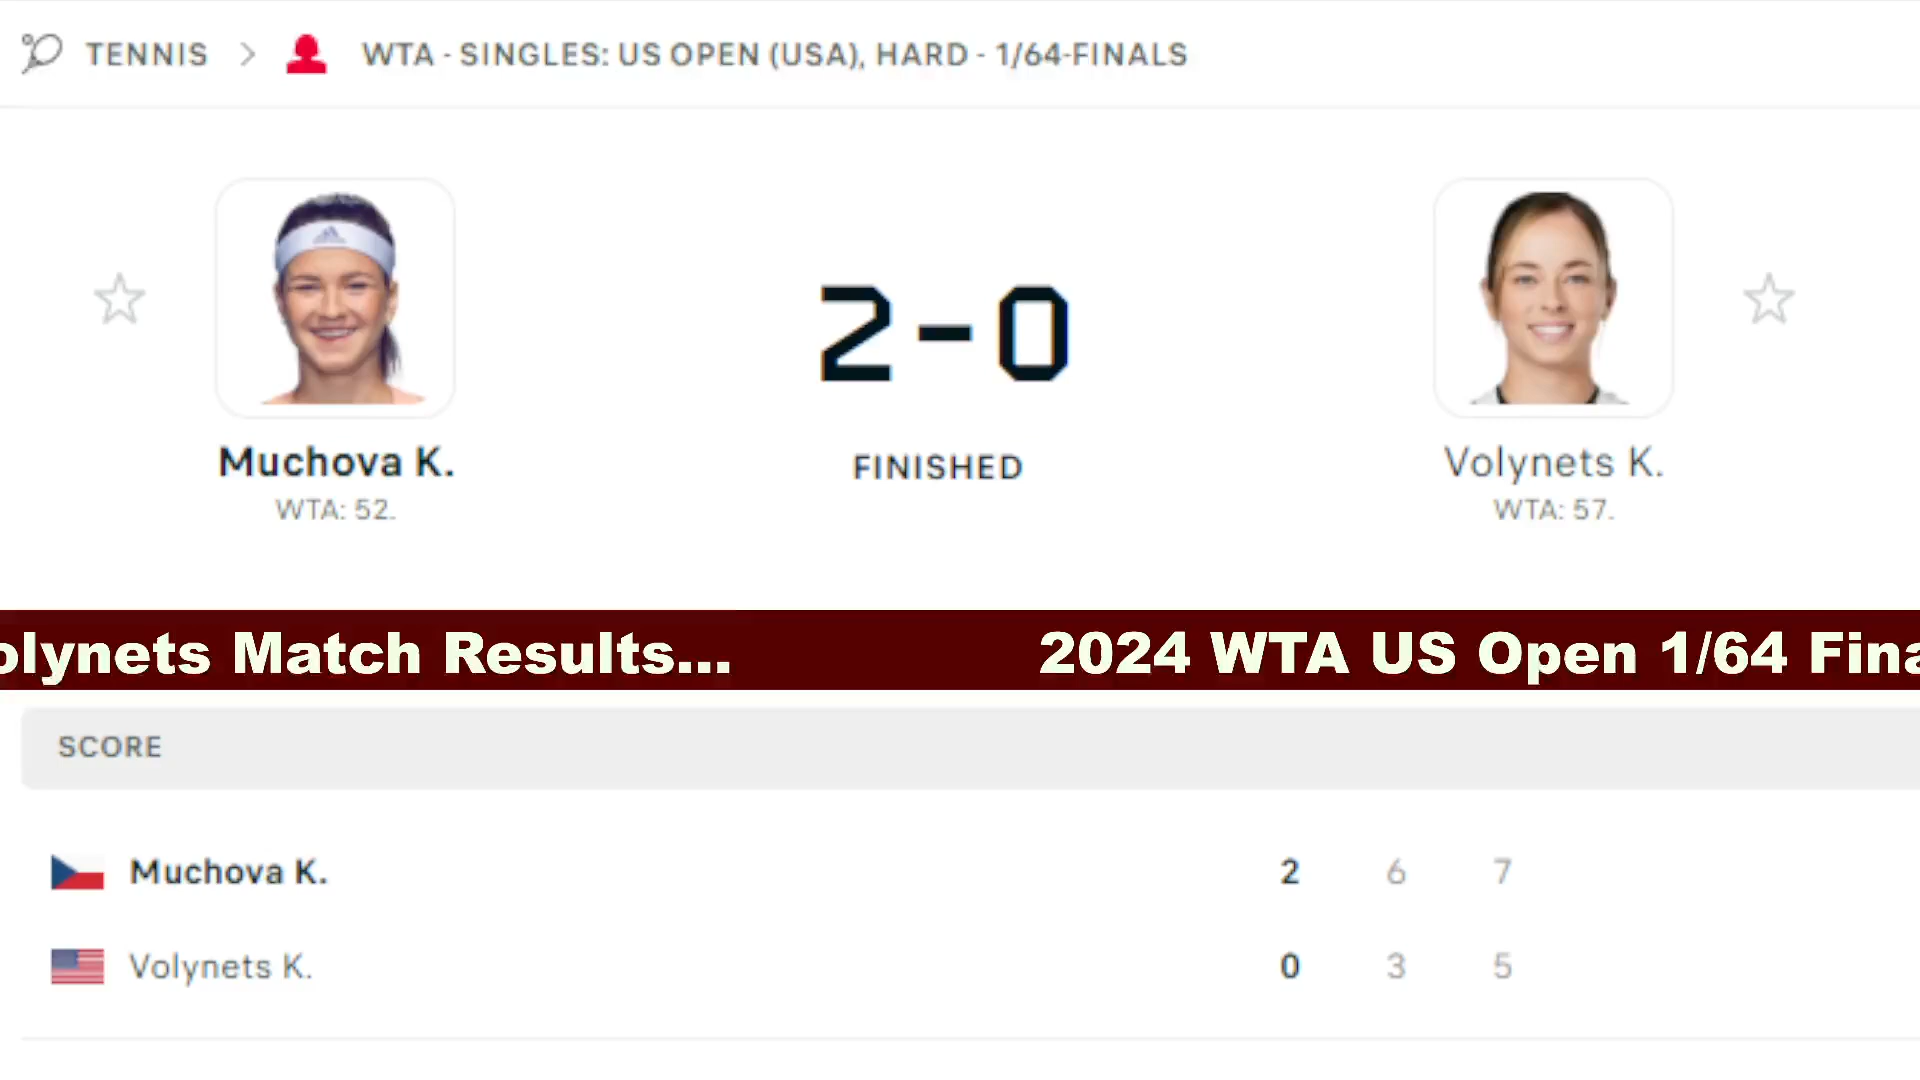 TENNIS > WTA - SINGLES: US OPEN (USA), HARD - 1/64-FINALS
2-0
Muchova K.
WTA: 52.
FINISHED
Volynets K.
WTA: 57.
olynets Match Results... 2024 WTA US Open 1/64 Fina
SCORE
Muchova K. 2 6 7
Volynets K. 0 3 5